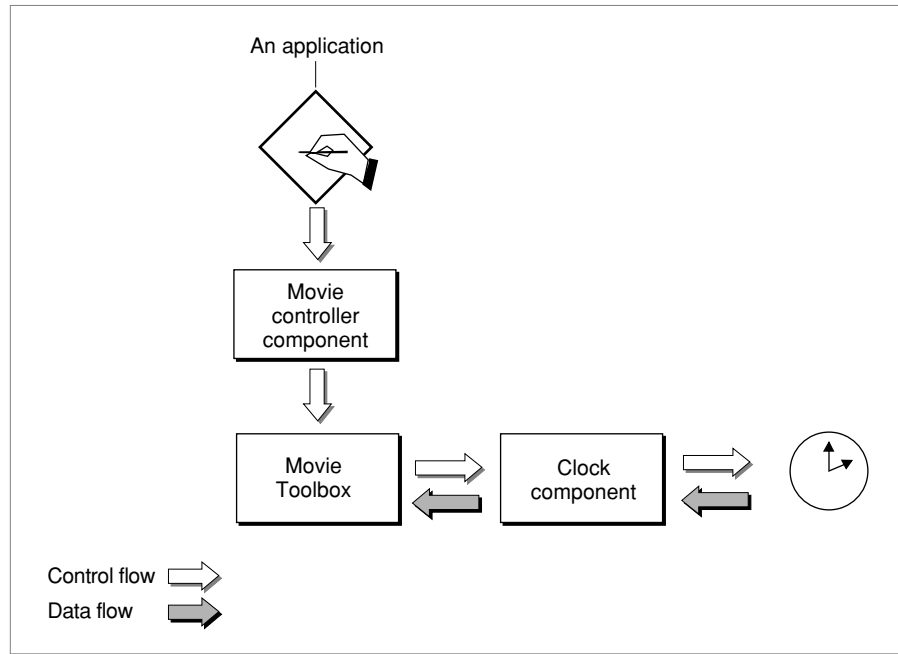 An application
Movie
controller
component
Movie
Toolbox
Clock
component
Control flow
Data flow